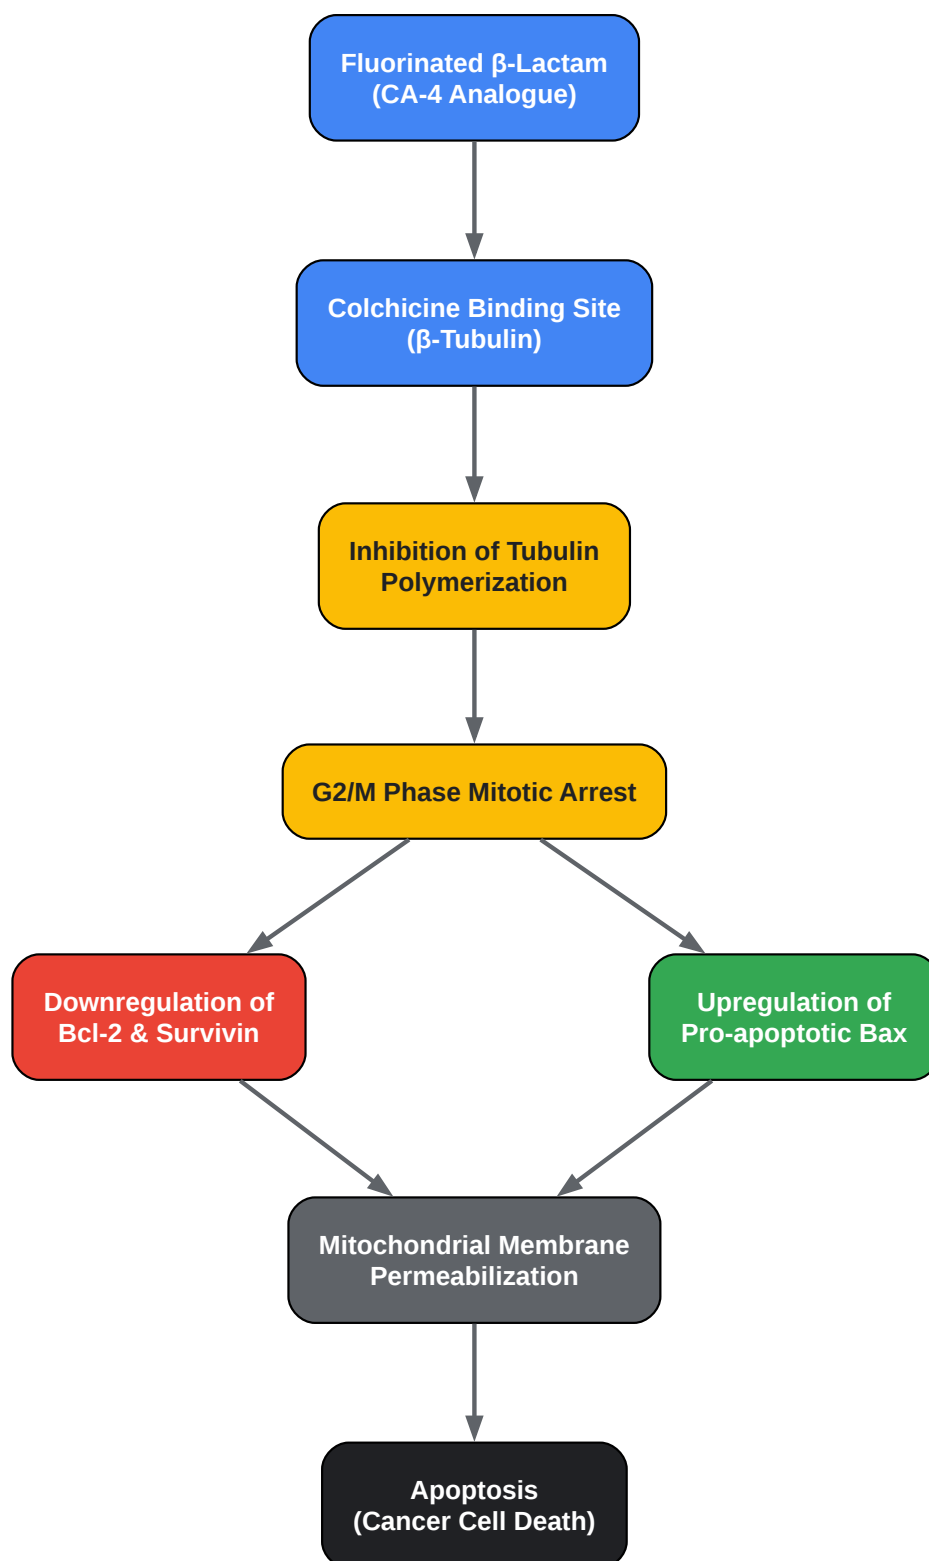 Fluorinated β-Lactam
(CA-4 Analogue)
Colchicine Binding Site
(β-Tubulin)
Inhibition of Tubulin
Polymerization
G2/M Phase Mitotic Arrest
Downregulation of
Bcl-2 & Survivin
Upregulation of
Pro-apoptotic Bax
Mitochondrial Membrane
Permeabilization
Apoptosis
(Cancer Cell Death)